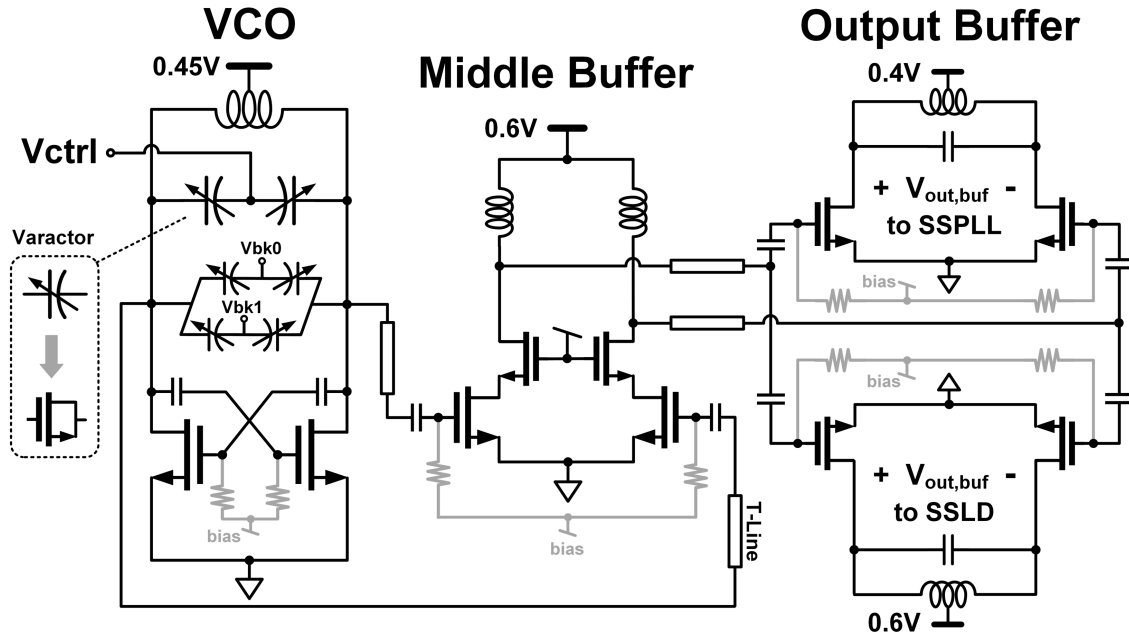 VCO
Output Buffer
0.45V
Middle Buffer
0.4V
0.6V
Vctrl
+ Vout,buf -
to SSPLL
Varactor
Vbk0
Vbk1
bias
bias
bias
bias
T-Line
+ Vout,buf -
to SSLD
0.6V